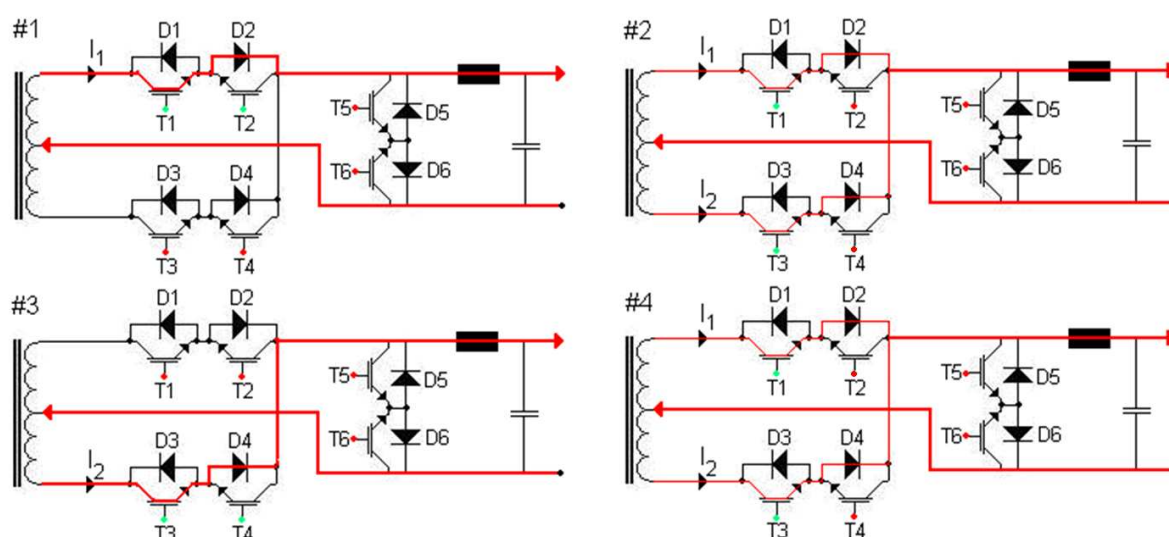 #1
D1 D2
I1
T1 T2
T5 D5
T6 D6
D3 D4
T3 T4
#2
D1 D2
I1
T1 T2
T5 D5
T6 D6
D3 D4
I2
T3 T4
#3
D1 D2
T1 T2
T5 D5
T6 D6
D3 D4
I2
T3 T4
#4
D1 D2
I1
T1 T2
T5 D5
T6 D6
D3 D4
I2
T3 T4